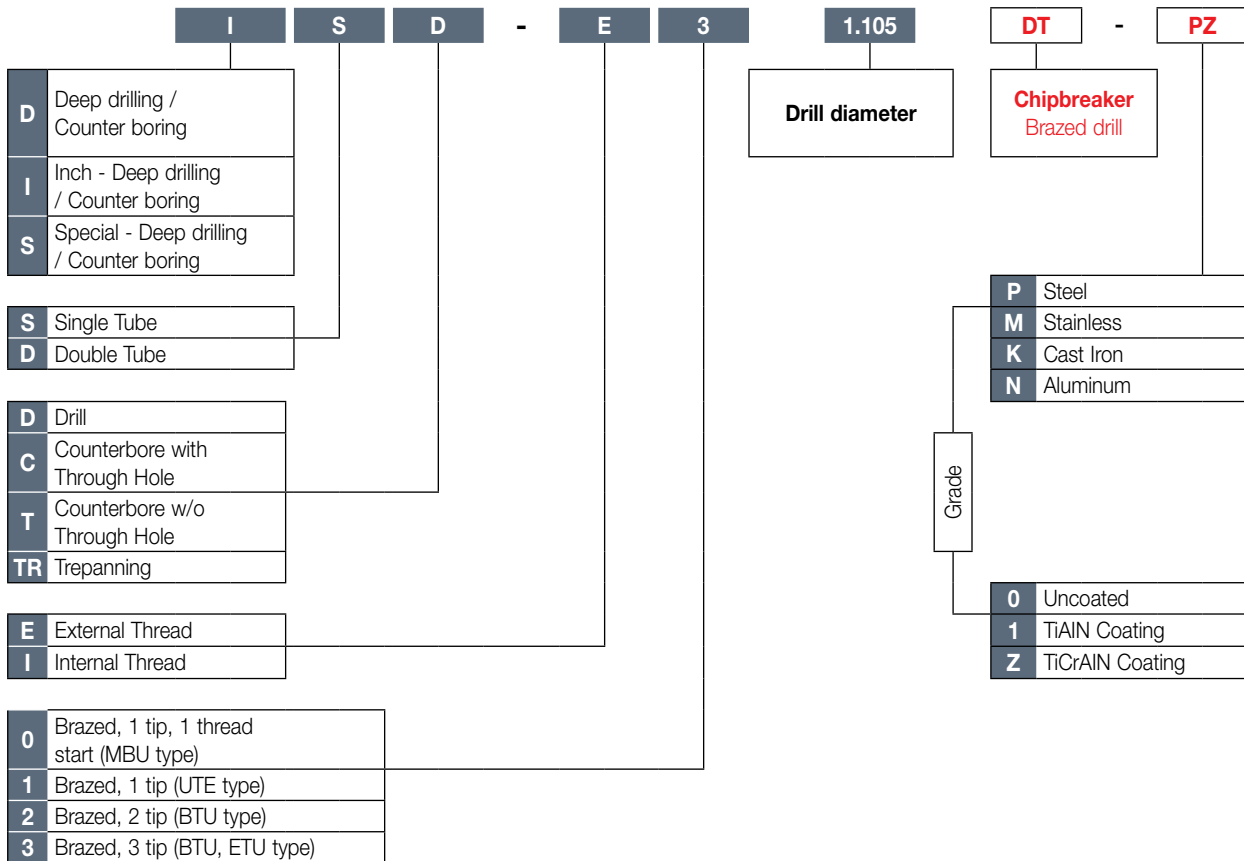 I S D - E 3 1.105 DT - PZ
D Deep drilling /
Counter boring
I Inch - Deep drilling
/ Counter boring
S Special - Deep drilling
/ Counter boring
Drill diameter
Chipbreaker
Brazed drill
S Single Tube
D Double Tube
D Drill
C Counterbore with
Through Hole
T Counterbore w/o
Through Hole
TR Trepanning
E External Thread
I Internal Thread
0 Brazed, 1 tip, 1 thread
start (MBU type)
1 Brazed, 1 tip (UTE type)
2 Brazed, 2 tip (BTU type)
3 Brazed, 3 tip (BTU, ETU type)
P Steel
M Stainless
K Cast Iron
N Aluminum
Grade
0 Uncoated
1 TiAIN Coating
Z TiCrAIN Coating